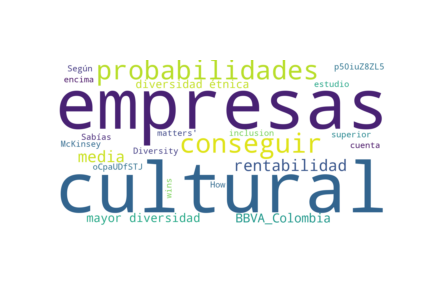 Según probabilidades p50iuZ8ZL5
encima diversidad étnica estudio
empresas
Sabías matters' inclusion superior
McKinsey Diversity conseguir cuenta
media oCpaUDfSTJ rentabilidad
wins How
cultural
mayor diversidad BBVA_Colombia